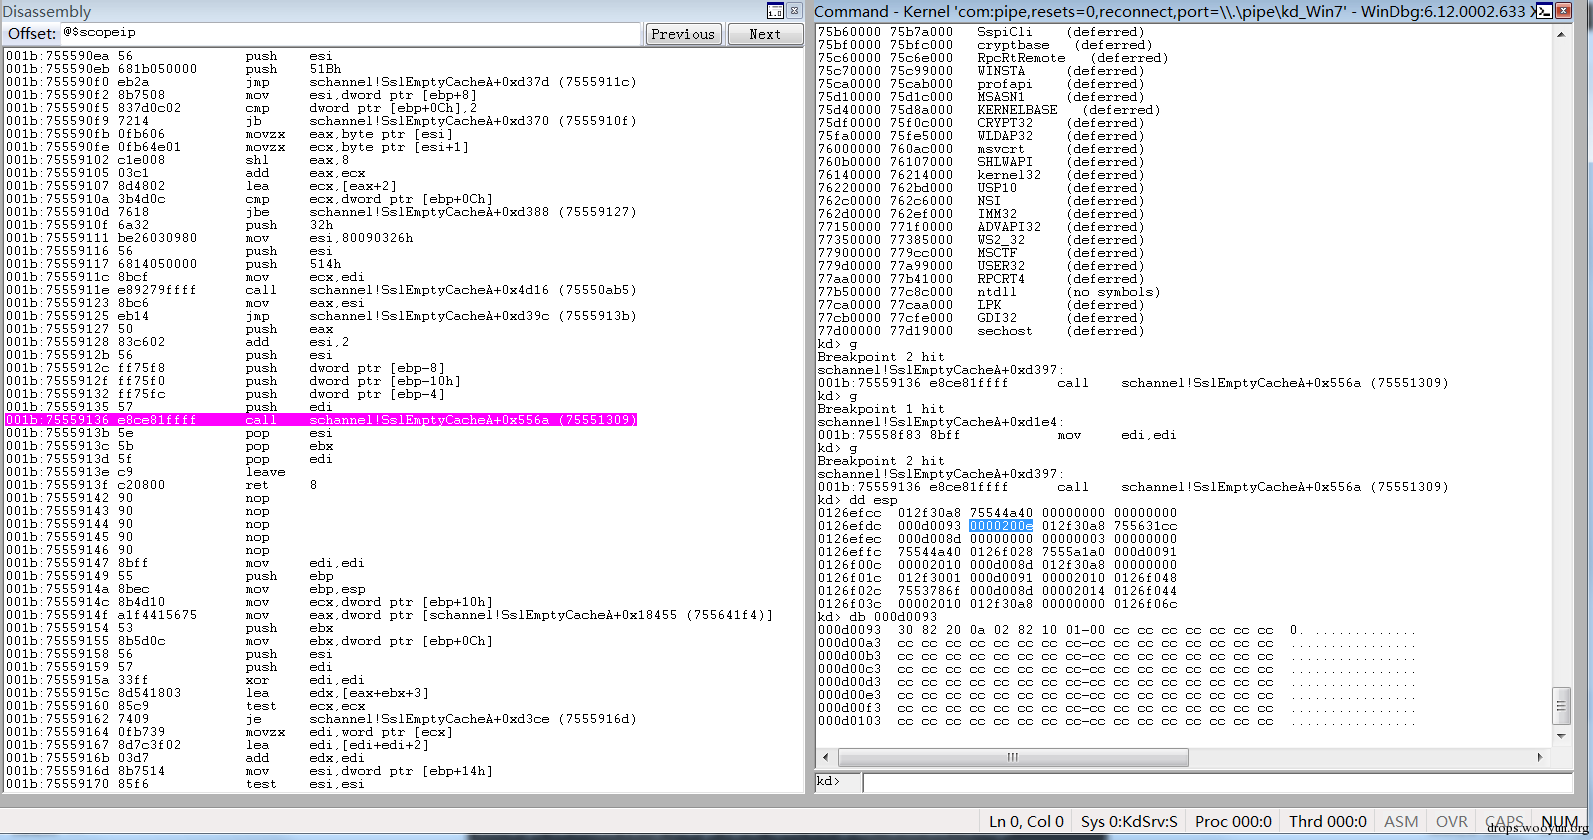 Disassembly
Offset: @$scopeip Previous Next
001b:755590ea 56 push esi
001b:755590eb 681b050000 push 51Bh
001b:755590f0 eb2a jmp schannel!SslEmptyCacheA+0xd37d (7555911c)
001b:755590f2 8b7508 mov esi,dword ptr [ebp+8]
001b:755590f5 837d0c02 cmp dword ptr [ebp+0Ch],2
001b:755590f9 7214 jb schannel!SslEmptyCacheA+0xd370 (7555910f)
001b:755590fb 0fb606 movzx eax,byte ptr [esi]
001b:755590fe 0fb64e01 movzx ecx,byte ptr [esi+1]
001b:75559102 c1e008 shl eax,8
001b:75559105 03c1 add eax,ecx
001b:75559107 8d4802 lea ecx,[eax+2]
001b:7555910a 3b4d0c cmp ecx,dword ptr [ebp+0Ch]
001b:7555910d 7618 jbe schannel!SslEmptyCacheA+0xd388 (75559127)
001b:7555910f 6a32 push 32h
001b:75559111 be26030980 mov esi,80090326h
001b:75559116 56 push esi
001b:75559117 6814050000 push 514h
001b:7555911c 8bcf mov ecx,edi
001b:7555911e e89279ffff call schannel!SslEmptyCacheA+0x4d16 (75550ab5)
001b:75559123 8bc6 mov eax,esi
001b:75559125 eb14 jmp schannel!SslEmptyCacheA+0xd39c (7555913b)
001b:75559127 50 push eax
001b:75559128 83c602 add esi,2
001b:7555912b 56 push esi
001b:7555912c ff75f8 push dword ptr [ebp-8]
001b:7555912f ff75f0 push dword ptr [ebp-10h]
001b:75559132 ff75fc push dword ptr [ebp-4]
001b:75559135 57 push edi
001b:75559136 e8ce81ffff call schannel!SslEmptyCacheA+0x556a (75551309)
001b:7555913b 5e pop esi
001b:7555913c 5b pop ebx
001b:7555913d 5f pop edi
001b:7555913e c9 leave
001b:7555913f c20800 ret 8
001b:75559142 90 nop
001b:75559143 90 nop
001b:75559144 90 nop
001b:75559145 90 nop
001b:75559146 90 nop
001b:75559147 8bff mov edi,edi
001b:75559149 55 push ebp
001b:7555914a 8bec mov ebp,esp
001b:7555914c 8b4d10 mov ecx,dword ptr [ebp+10h]
001b:7555914f a1f4415675 mov eax,dword ptr [schannel!SslEmptyCacheA+0x18455 (755641f4)]
001b:75559154 53 push ebx
001b:75559155 8b5d0c mov ebx,dword ptr [ebp+0Ch]
001b:75559158 56 push esi
001b:75559159 57 push edi
001b:7555915a 33ff xor edi,edi
001b:7555915c 8d541803 lea edx,[eax+ebx+3]
001b:75559160 85c9 test ecx,ecx
001b:75559162 7409 je schannel!SslEmptyCacheA+0xd3ce (7555916d)
001b:75559164 0fb739 movzx edi,word ptr [ecx]
001b:75559167 8d7c3f02 lea edi,[edi+edi+2]
001b:7555916b 03d7 add edx,edi
001b:7555916d 8b7514 mov esi,dword ptr [ebp+14h]
001b:75559170 85f6 test esi,esi
Command - Kernel 'com:pipe,resets=0,reconnect,port=\\.\pipe\kd_Win7' - WinDbg:6.12.0002.633 X
75b60000 75b7a000 SspiCli (deferred)
75bf0000 75bfc000 cryptbase (deferred)
75c60000 75c6e000 RpcRtRemote (deferred)
75c70000 75c99000 WINSTA (deferred)
75ca0000 75cab000 profapi (deferred)
75d10000 75d1c000 MSASN1 (deferred)
75d40000 75d8a000 KERNELBASE (deferred)
75df0000 75f0c000 CRYPT32 (deferred)
75fa0000 75fe5000 WLDAP32 (deferred)
76000000 760ac000 msvcrt (deferred)
760b0000 76107000 SHLWAPI (deferred)
76140000 76214000 kernel32 (deferred)
76220000 762bd000 USP10 (deferred)
762c0000 762c6000 NSI (deferred)
762d0000 762ef000 IMM32 (deferred)
77150000 771f0000 ADVAPI32 (deferred)
77350000 77385000 WS2_32 (deferred)
77900000 779cc000 MSCTF (deferred)
779d0000 77a99000 USER32 (deferred)
77aa0000 77b41000 RPCRT4 (deferred)
77b50000 77c8c000 ntdll (no symbols)
77ca0000 77caa000 LPK (deferred)
77cb0000 77cfe000 GDI32 (deferred)
77d00000 77d19000 sechost (deferred)
kd> g
Breakpoint 2 hit
schannel!SslEmptyCacheA+0xd397:
001b:75559136 e8ce81ffff call schannel!SslEmptyCacheA+0x556a (75551309)
kd> g
Breakpoint 1 hit
schannel!SslEmptyCacheA+0xd1e4:
001b:75558f83 8bff mov edi,edi
kd> g
Breakpoint 2 hit
schannel!SslEmptyCacheA+0xd397:
001b:75559136 e8ce81ffff call schannel!SslEmptyCacheA+0x556a (75551309)
kd> dd esp
0126efcc 012f30a8 75544a40 00000000 00000000
0126efdc 000d0093 0000200e 012f30a8 755631cc
0126efec 000d008d 00000000 00000003 00000000
0126effc 75544a40 0126f028 7555a1a0 000d0091
0126f00c 00002010 000d008d 012f30a8 00000000
0126f01c 012f3001 000d0091 00002010 0126f048
0126f02c 7553786f 000d008d 00002014 0126f044
0126f03c 00002010 012f30a8 00000000 0126f06c
kd> db 000d0093
000d0093 30 82 20 0a 02 82 10 01-00 cc cc cc cc cc cc cc 0. .............
000d00a3 cc cc cc cc cc cc cc cc-cc cc cc cc cc cc cc cc ................
000d00b3 cc cc cc cc cc cc cc cc-cc cc cc cc cc cc cc cc ................
000d00c3 cc cc cc cc cc cc cc cc-cc cc cc cc cc cc cc cc ................
000d00d3 cc cc cc cc cc cc cc cc-cc cc cc cc cc cc cc cc ................
000d00e3 cc cc cc cc cc cc cc cc-cc cc cc cc cc cc cc cc ................
000d00f3 cc cc cc cc cc cc cc cc-cc cc cc cc cc cc cc cc ................
000d0103 cc cc cc cc cc cc cc cc-cc cc cc cc cc cc cc cc ................
kd>
Ln 0, Col 0 Sys 0:KdSrv:S Proc 000:0 Thrd 000:0 ASM OVR CAPS NUM
drops.wooyun.org